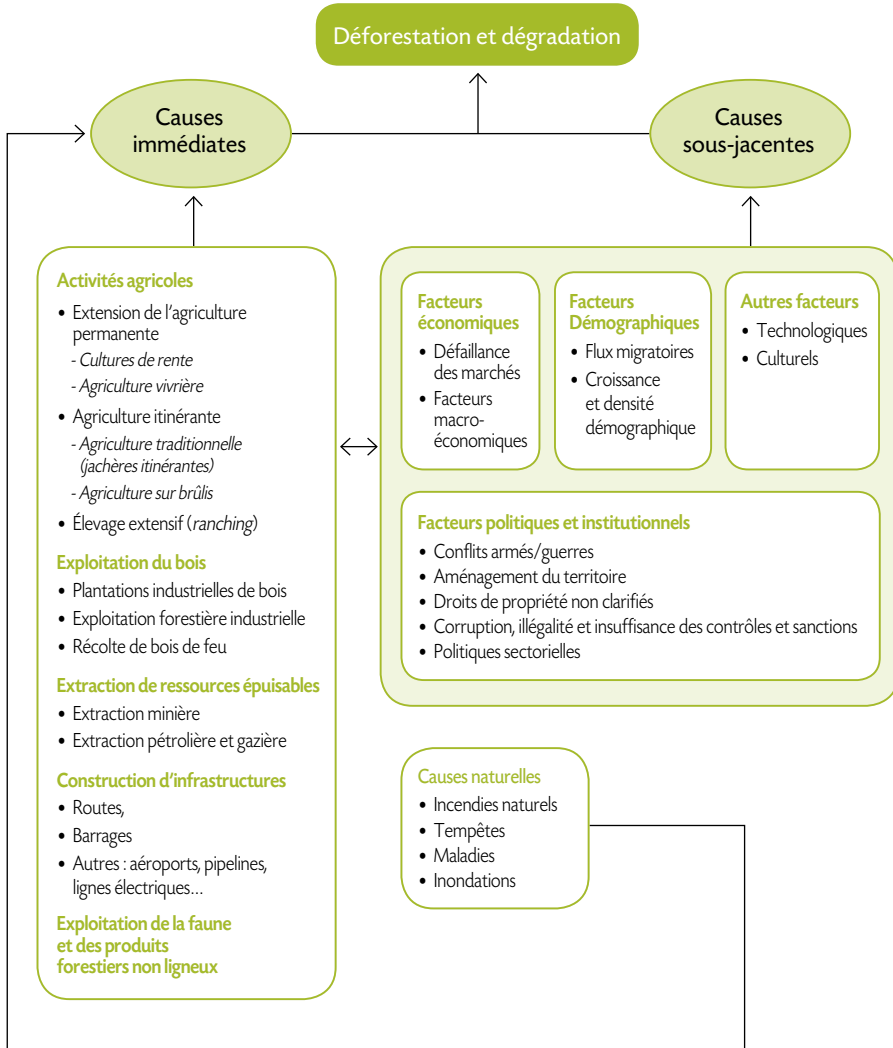 Déforestation et dégradation
Causes
immédiates
Causes
sous-jacentes
Activités agricoles
• Extension de l'agriculture
permanente
- Cultures de rente
- Agriculture vivrière
• Agriculture itinérante
- Agriculture traditionnelle
(jachères itinérantes)
- Agriculture sur brûlis
• Élevage extensif (ranching)
Exploitation du bois
• Plantations industrielles de bois
• Exploitation forestière industrielle
• Récolte de bois de feu
Extraction de ressources épuisables
• Extraction minière
• Extraction pétrolière et gazière
Construction d'infrastructures
• Routes,
• Barrages
• Autres : aéroports, pipelines,
lignes électriques...
Exploitation de la faune
et des produits
forestiers non ligneux
Facteurs
économiques
• Défaillance
des marchés
• Facteurs
macro-
économiques
Facteurs
Démographiques
• Flux migratoires
• Croissance
et densité
démographique
Autres facteurs
• Technologiques
• Culturels
Facteurs politiques et institutionnels
• Conflits armés/guerres
• Aménagement du territoire
• Droits de propriété non clarifiés
• Corruption, illégalité et insuffisance des contrôles et sanctions
• Politiques sectorielles
Causes naturelles
• Incendies naturels
• Tempêtes
• Maladies
• Inondations